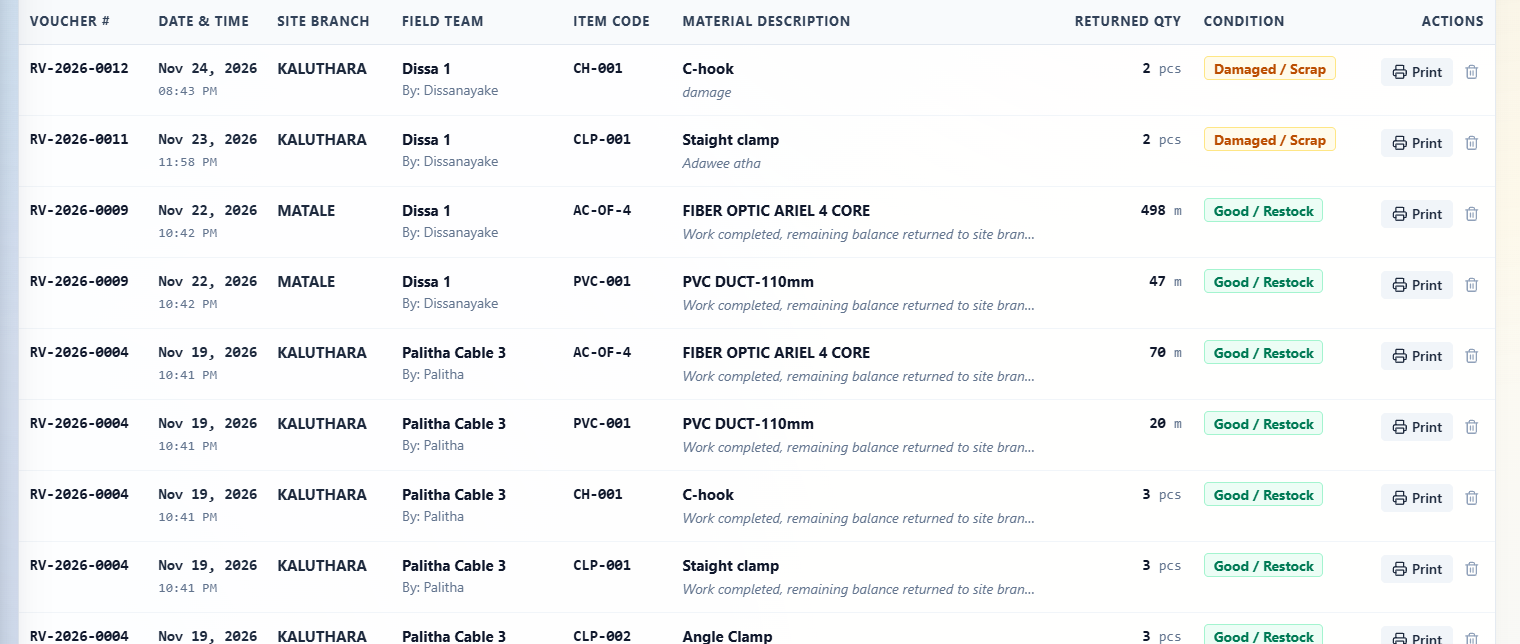 VOUCHER # DATE & TIME SITE BRANCH FIELD TEAM ITEM CODE MATERIAL DESCRIPTION RETURNED QTY CONDITION ACTIONS
RV-2026-0012 Nov 24, 2026 KALUTHARA Dissa 1 CH-001 C-hook 2 pcs Damaged / Scrap Print
08:43 PM By: Dissanayake damage
RV-2026-0011 Nov 23, 2026 KALUTHARA Dissa 1 CLP-001 Staight clamp 2 pcs Damaged / Scrap Print
11:58 PM By: Dissanayake Adawee atha
RV-2026-0009 Nov 22, 2026 MATALE Dissa 1 AC-OF-4 FIBER OPTIC ARIEL 4 CORE 498 m Good / Restock Print
10:42 PM By: Dissanayake Work completed, remaining balance returned to site bran...
RV-2026-0009 Nov 22, 2026 MATALE Dissa 1 PVC-001 PVC DUCT-110mm 47 m Good / Restock Print
10:42 PM By: Dissanayake Work completed, remaining balance returned to site bran...
RV-2026-0004 Nov 19, 2026 KALUTHARA Palitha Cable 3 AC-OF-4 FIBER OPTIC ARIEL 4 CORE 70 m Good / Restock Print
10:41 PM By: Palitha Work completed, remaining balance returned to site bran...
RV-2026-0004 Nov 19, 2026 KALUTHARA Palitha Cable 3 PVC-001 PVC DUCT-110mm 20 m Good / Restock Print
10:41 PM By: Palitha Work completed, remaining balance returned to site bran...
RV-2026-0004 Nov 19, 2026 KALUTHARA Palitha Cable 3 CH-001 C-hook 3 pcs Good / Restock Print
10:41 PM By: Palitha Work completed, remaining balance returned to site bran...
RV-2026-0004 Nov 19, 2026 KALUTHARA Palitha Cable 3 CLP-001 Staight clamp 3 pcs Good / Restock Print
10:41 PM By: Palitha Work completed, remaining balance returned to site bran...
RV-2026-0004 Nov 19, 2026 KALUTHARA Palitha Cable 3 CLP-002 Angle Clamp 3 pcs Good / Restock Print